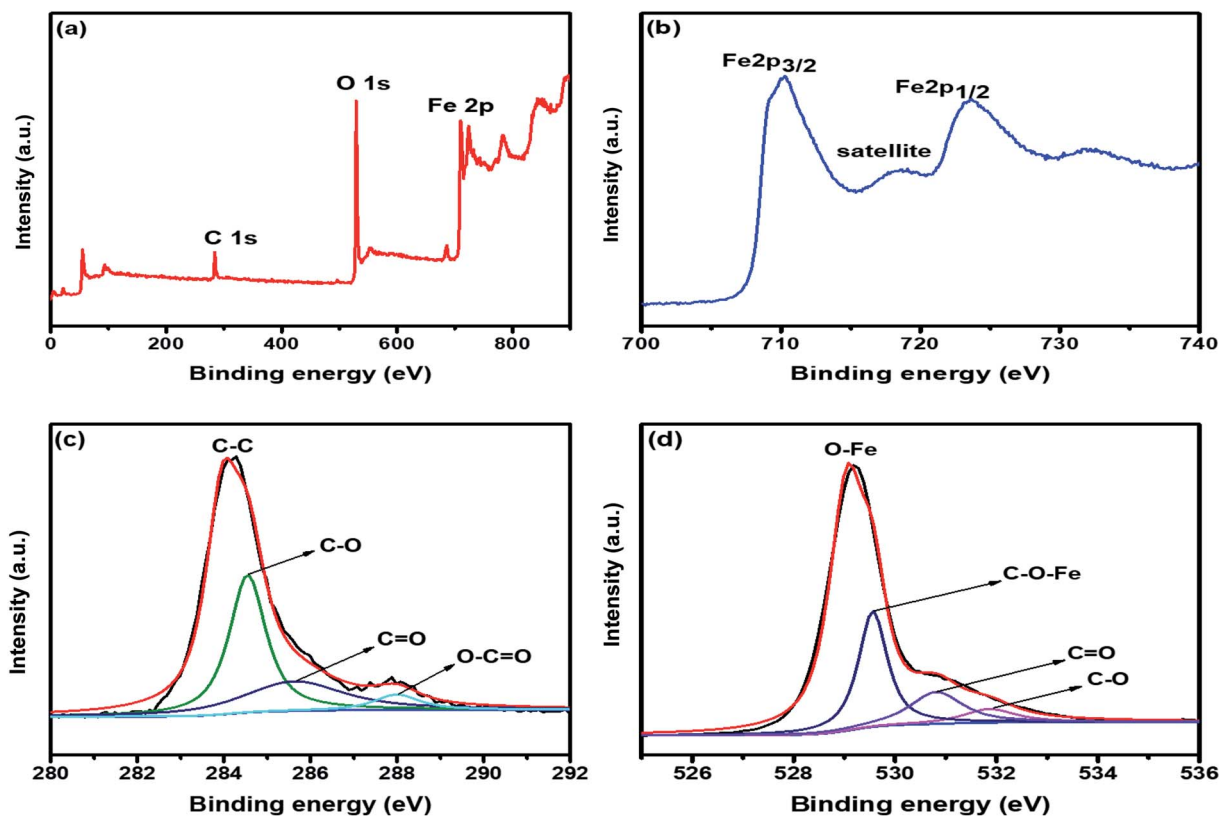 (a)
O 1s
Fe 2p
C 1s
Intensity (a.u.)
0 200 400 600 800
Binding energy (eV)
(b)
Fe2p3/2
Fe2p1/2
satellite
Intensity (a.u.)
700 710 720 730 740
Binding energy (eV)
(c)
C-C
C-O
C=O
O-C=O
Intensity (a.u.)
280 282 284 286 288 290 292
Binding energy (eV)
(d)
O-Fe
C-O-Fe
C=O
C-O
Intensity (a.u.)
526 528 530 532 534 536
Binding energy (eV)